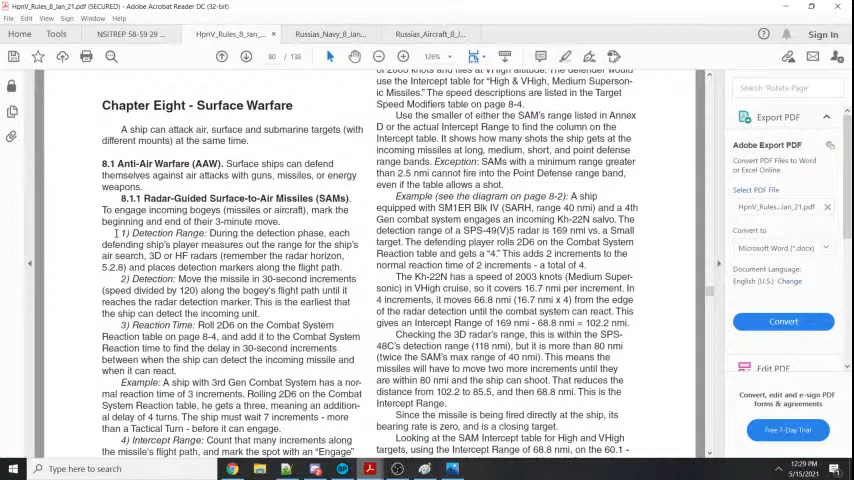 HpnV_Rules_8_Jan_21.pdf (SECURED) - Adobe Acrobat Reader DC (32-bit)
File Edit View Sign Window Help
Home Tools NSITREP 58-59 29 ... HpnV_Rules_8_Jan_... × Russias_Navy_8_Jan... Russias_Aircraft_8_J...
Sign In
80 / 138
126%
Chapter Eight - Surface Warfare
A ship can attack air, surface and submarine targets (with
different mounts) at the same time.
8.1 Anti-Air Warfare (AAW). Surface ships can defend
themselves against air attacks with guns, missiles, or energy
weapons.
8.1.1 Radar-Guided Surface-to-Air Missiles (SAMs).
To engage incoming bogeys (missiles or aircraft), mark the
beginning and end of their 3-minute move.
1) Detection Range: During the detection phase, each
defending ship's player measures out the range for the ship's
air search, 3D or HF radars (remember the radar horizon,
5.2.8) and places detection markers along the flight path.
2) Detection: Move the missile in 30-second increments
(speed divided by 120) along the bogey's flight path until it
reaches the radar detection marker. This is the earliest that
the ship can detect the incoming unit.
3) Reaction Time: Roll 2D6 on the Combat System
Reaction table on page 8-4, and add it to the Combat System
Reaction time to find the delay in 30-second increments
between when the ship can detect the incoming missile and
when it can react.
Example: A ship with 3rd Gen Combat System has a nor-
mal reaction time of 3 increments. Rolling 2D6 on the Combat
System Reaction table, he gets a three, meaning an addition-
al delay of 4 turns. The ship must wait 7 increments - more
than a Tactical Turn - before it can engage.
4) Intercept Range: Count that many increments along
the missile's flight path, and mark the spot with an "Engage"
of 2003 knots and flies at VHigh altitude. The defender would
use the Intercept table for "High & VHigh, Medium Superson-
ic Missiles." The speed descriptions are listed in the Target
Speed Modifiers table on page 8-4.
Use the smaller of either the SAM's range listed in Annex
D or the actual Intercept Range to find the column on the
Intercept table. It shows how many shots the ship gets at the
incoming missiles at long, medium, short, and point defense
range bands. Exception: SAMs with a minimum range greater
than 2.5 nmi cannot fire into the Point Defense range band,
even if the table allows a shot.
Example (see the diagram on page 8-2): A ship
equipped with SM1ER Blk IV (SARH, range 40 nmi) and a 4th
Gen combat system engages an incoming Kh-22N salvo. The
detection range of a SPS-49(V)5 radar is 169 nmi vs. a Small
target. The defending player rolls 2D6 on the Combat System
Reaction table and gets a "4." This adds 2 increments to the
normal reaction time of 2 increments - a total of 4.
The Kh-22N has a speed of 2003 knots (Medium Super-
sonic) in VHigh cruise, so it covers 16.7 nmi per increment. In
4 increments, it moves 66.8 nmi (16.7 nmi x 4) from the edge
of the radar detection until the combat system can react. This
gives an Intercept Range of 169 nmi - 68.8 nmi = 102.2 nmi.
Checking the 3D radar's range, this is within the SPS-
48C's detection range (118 nmi), but it is more than 80 nmi
(twice the SAM's max range of 40 nmi). This means the
missiles will have to move two more increments until they
are within 80 nmi and the ship can shoot. That reduces the
distance from 102.2 to 85.5, and then 68.8 nmi. This is the
Intercept Range.
Since the missile is being fired directly at the ship, its
bearing rate is zero, and is a closing target.
Looking at the SAM Intercept table for High and VHigh
targets, using the Intercept Range of 68.8 nmi, on the 60.1 -
Search 'Rotate Page'
Export PDF
Adobe Export PDF
Convert PDF Files to Word
or Excel Online
Select PDF File
HpnV_Rules...an_21.pdf ×
Convert to
Microsoft Word (*.docx)
Document Language:
English (U.S.) Change
Convert
Edit PDF
Convert, edit and e-sign PDF
forms & agreements
Free 7-Day Trial
Type here to search
12:29 PM
5/15/2021